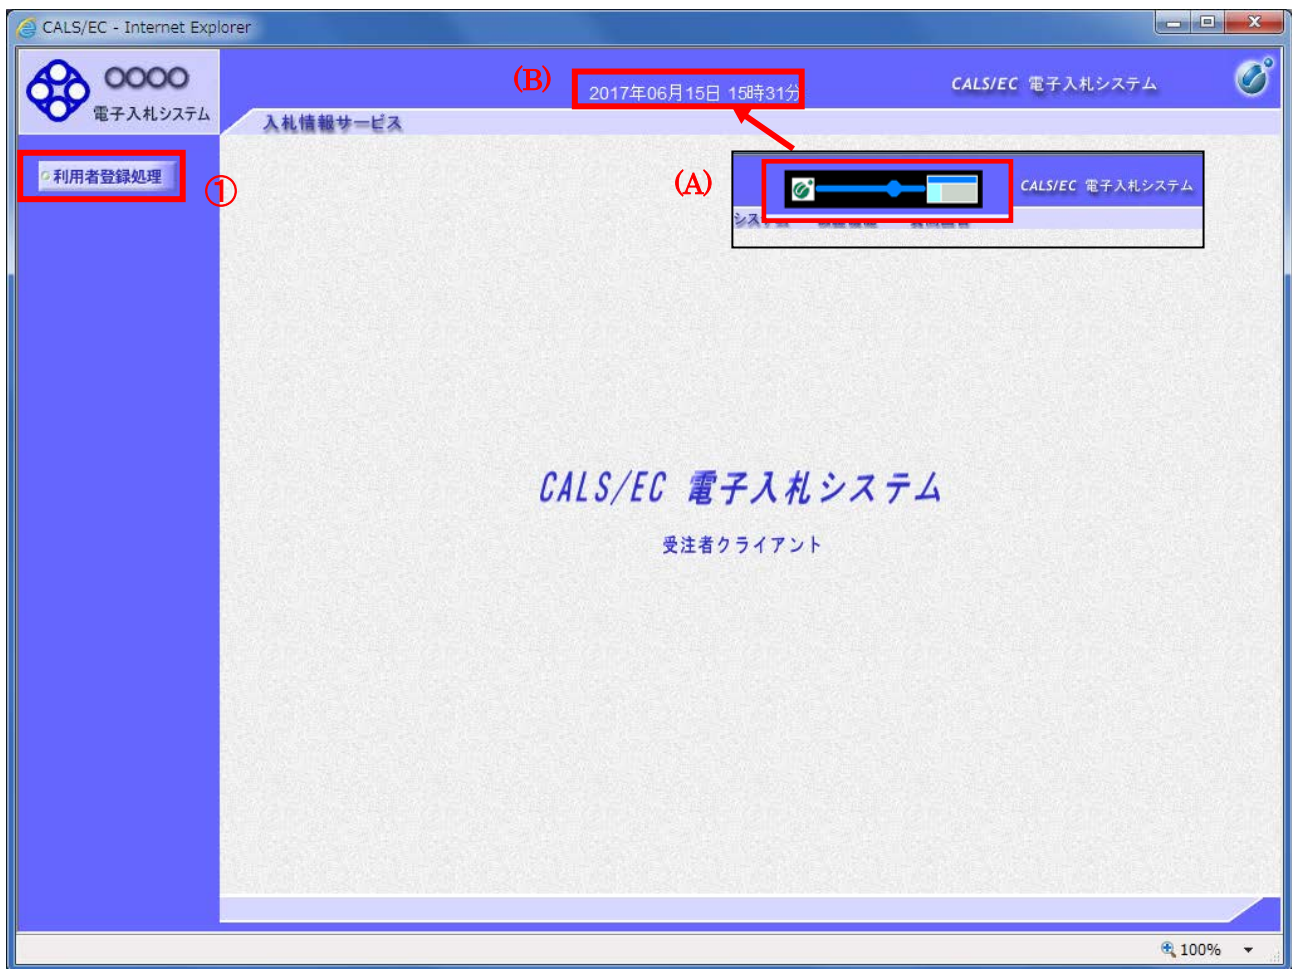 CALS/EC - Internet Explorer
○○○○
電子入札システム
(B)
2017年06月15日 15時31分
CALS/EC 電子入札システム
入札情報サービス
利用者登録処理
①
(A)
CALS/EC 電子入札システム
CALS/EC 電子入札システム
受注者クライアント
100%